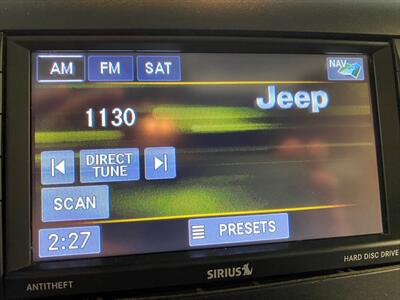 AM FM SAT NAV
Jeep
1130
DIRECT
TUNE
SCAN
2:27 PRESETS
HARD DISC DRIVE
ANTITHEFT SIRIUS